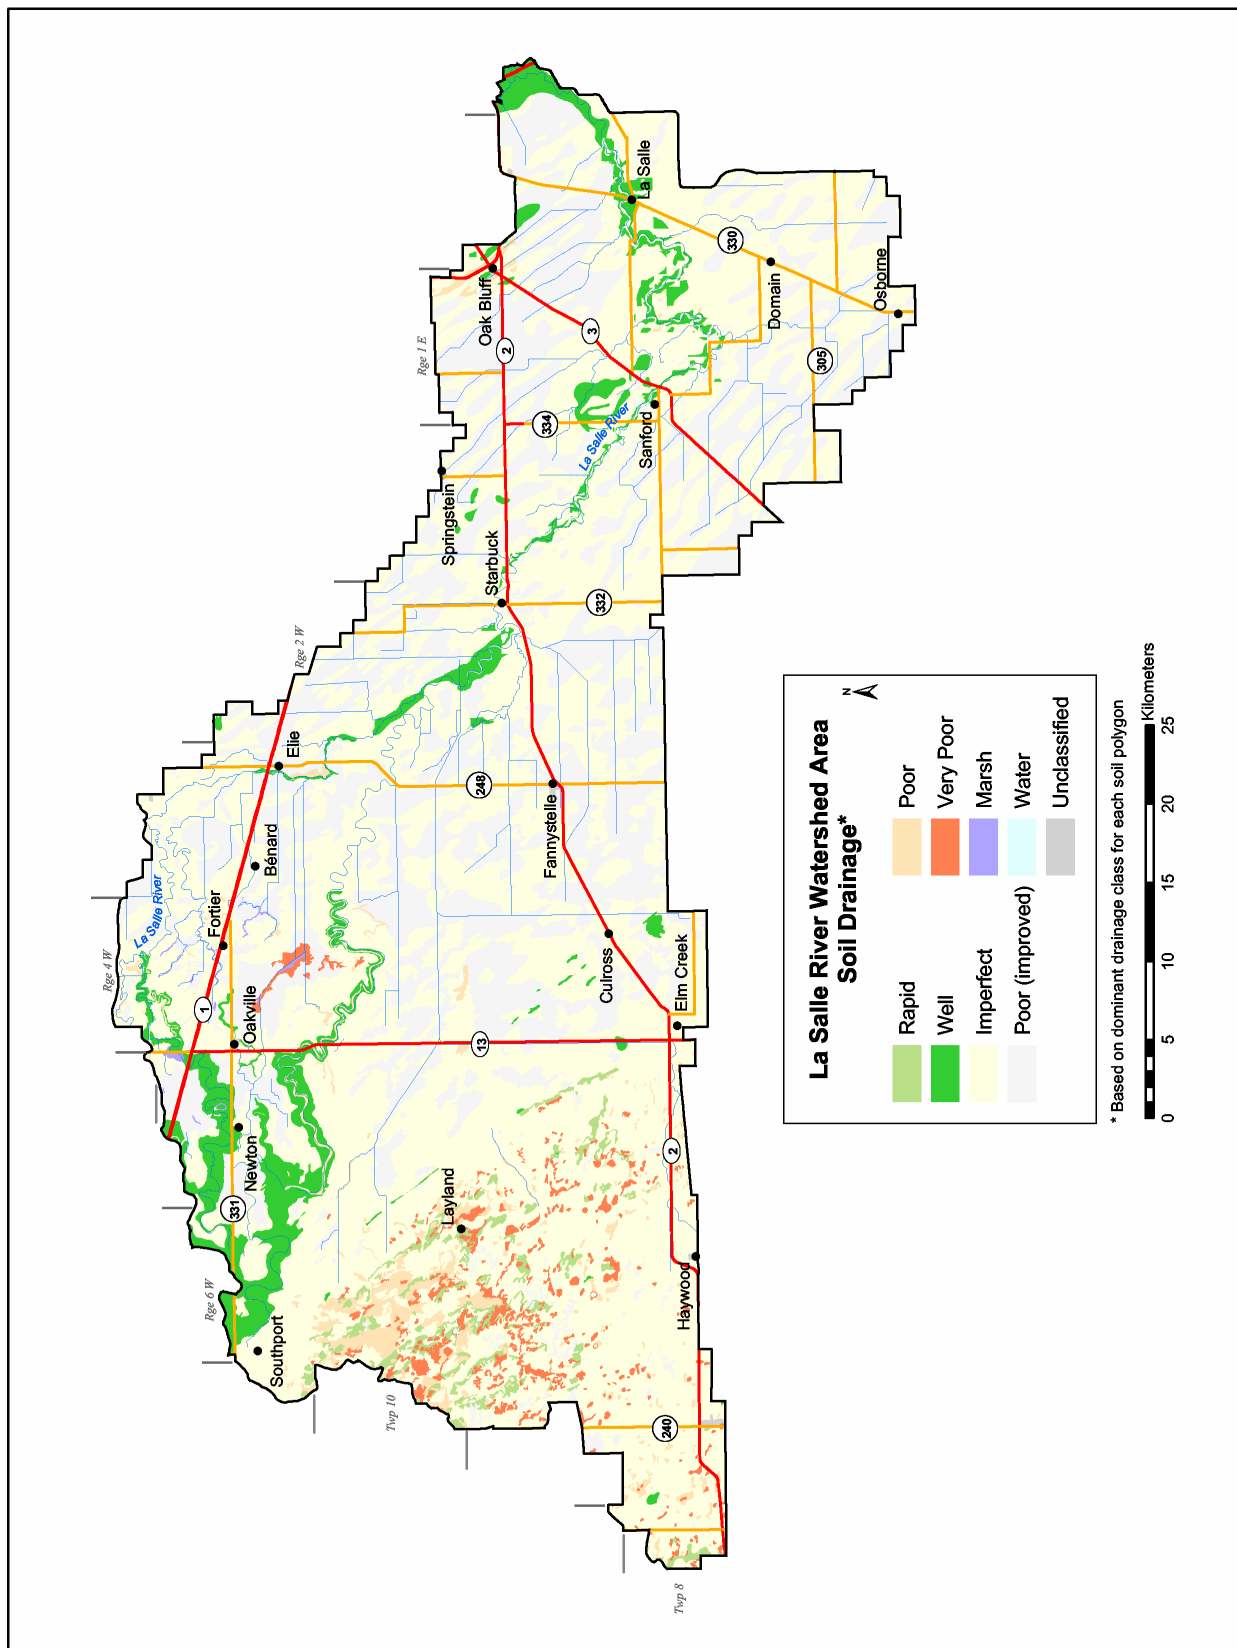 La Salle River Watershed Area
Soil Drainage*
Rapid
Well
Imperfect
Poor (improved)
Poor
Very Poor
Marsh
Water
Unclassified
N
* Based on dominant drainage class for each soil polygon
0 5 10 15 20 25
Kilometers
Rge 6 W
Rge 4 W
Rge 2 W
Rge 1 E
Twp 10
Twp 8
Southport
Newton
Oakville
Fortier
Bénard
Elie
Layland
Haywood
Elm Creek
Culross
Fannystelle
Starbuck
Springstein
Sanford
Oak Bluff
La Salle
Domain
Osborne
La Salle River
La Salle River
331
1
13
2
240
248
332
334
2
3
330
305